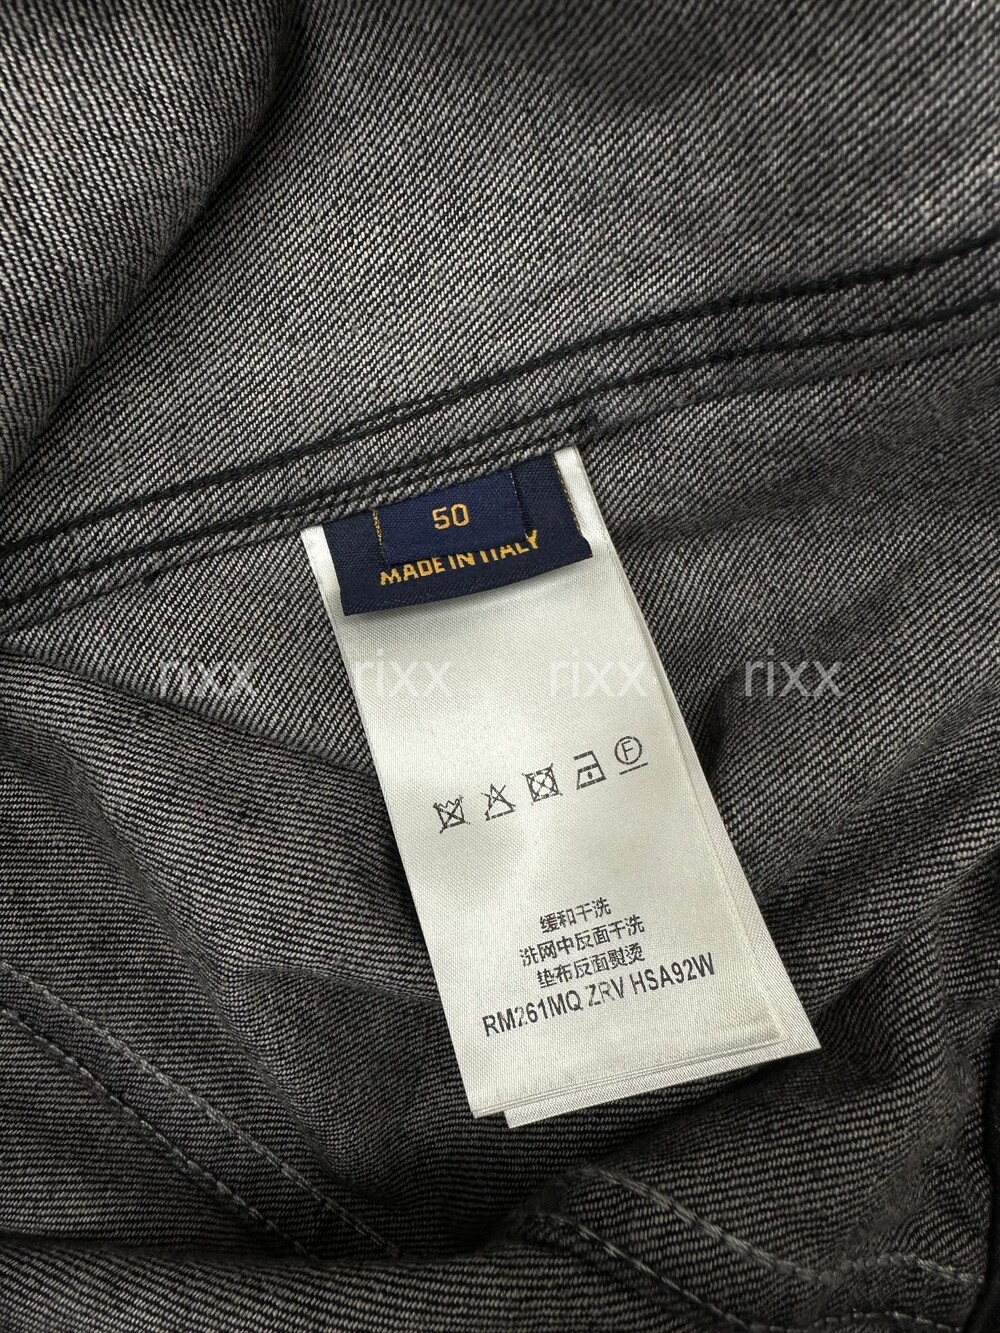 50
MADE IN ITALY
rixx rixx rixx rixx
F
缓和干洗
洗网中反面干洗
垫布反面熨烫
RM261MQ ZRV HSA92W